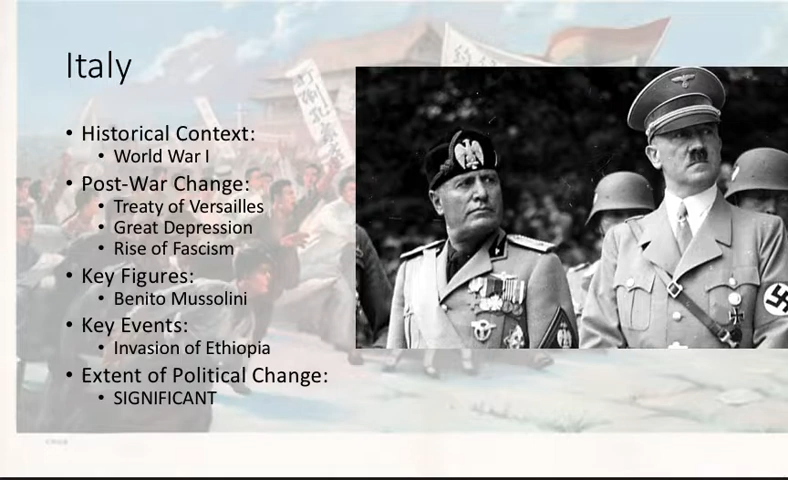 Italy
• Historical Context:
• World War I
• Post-War Change:
• Treaty of Versailles
• Great Depression
• Rise of Fascism
• Key Figures:
• Benito Mussolini
• Key Events:
• Invasion of Ethiopia
• Extent of Political Change:
• SIGNIFICANT